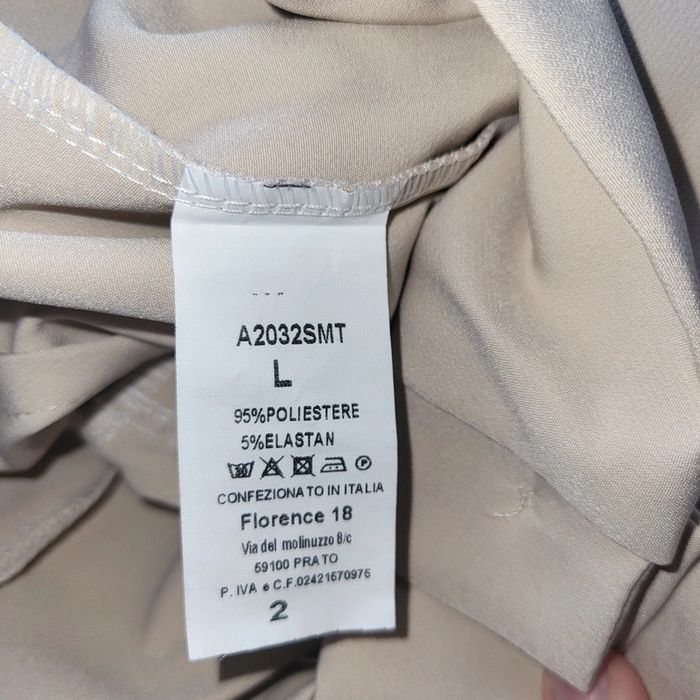 A2032SMT
L
95%POLIESTERE
5%ELASTAN
30 P
CONFEZIONATO IN ITALIA
Florence 18
Via del molinuzzo 8/c
59100 PRATO
P. IVA e C.F.02421570975
2